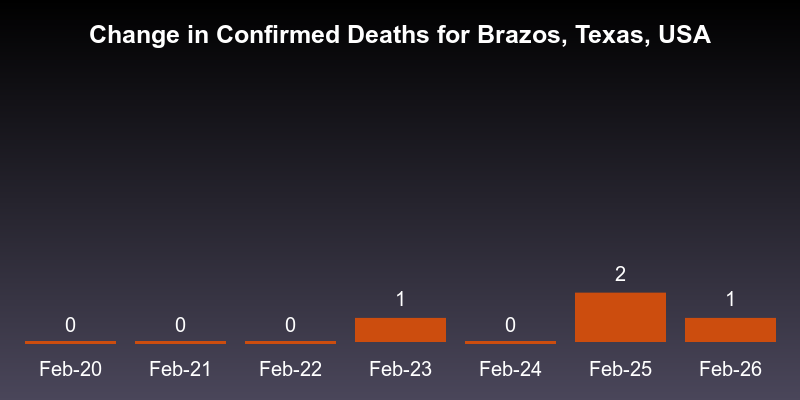 Change in Confirmed Deaths for Brazos, Texas, USA
0 0 0 1 0 2 1
Feb-20 Feb-21 Feb-22 Feb-23 Feb-24 Feb-25 Feb-26